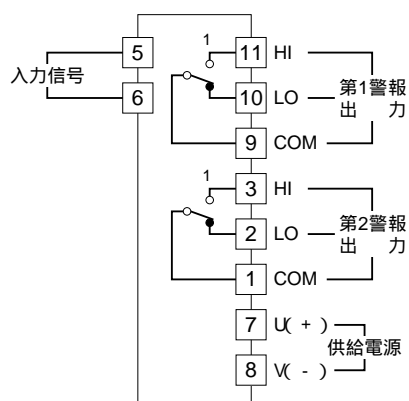 入力信号
5
6
1
11 HI
10 LO
9 COM
第1警報
出 力
1
3 HI
2 LO
1 COM
第2警報
出 力
7 U( + )
8 V( - )
供給電源